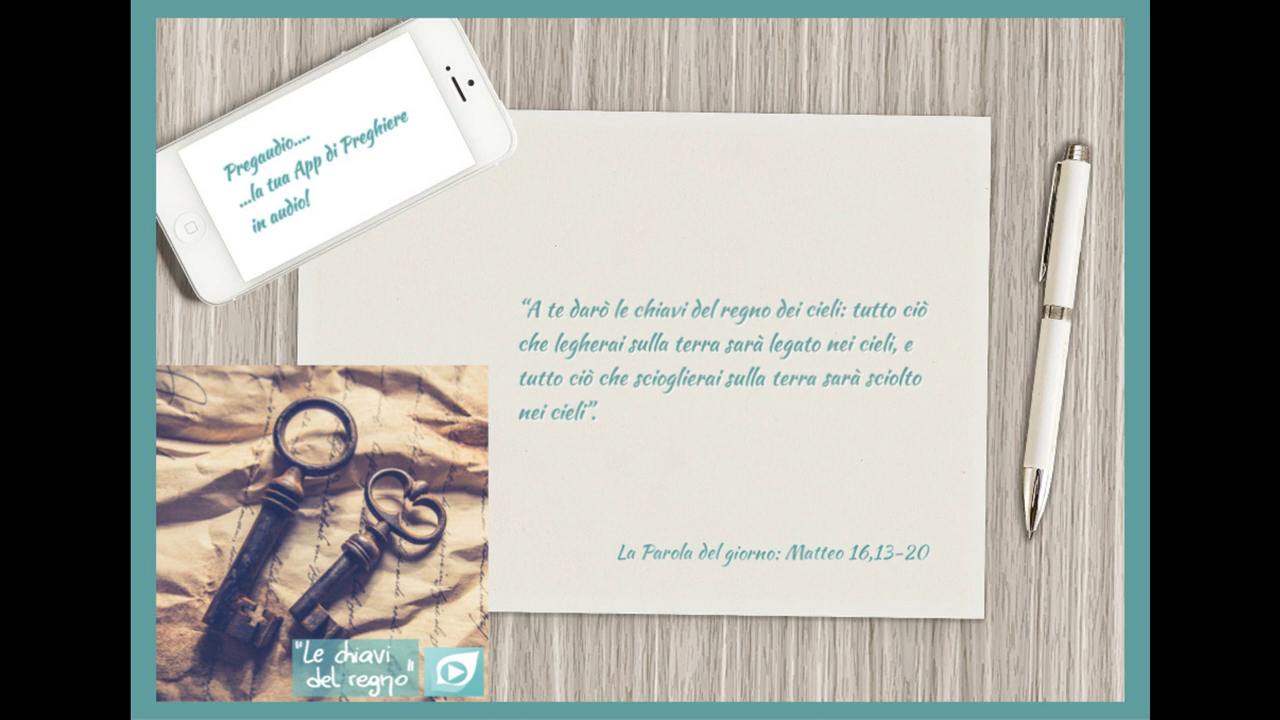 Pregaudio....
...la tua App di Preghiere
in audio!
“A te darò le chiavi del regno dei cieli: tutto ciò
che legherai sulla terra sarà legato nei cieli, e
tutto ciò che scioglierai sulla terra sarà sciolto
nei cieli”.
La Parola del giorno: Matteo 16,13-20
"Le chiavi
del regno"